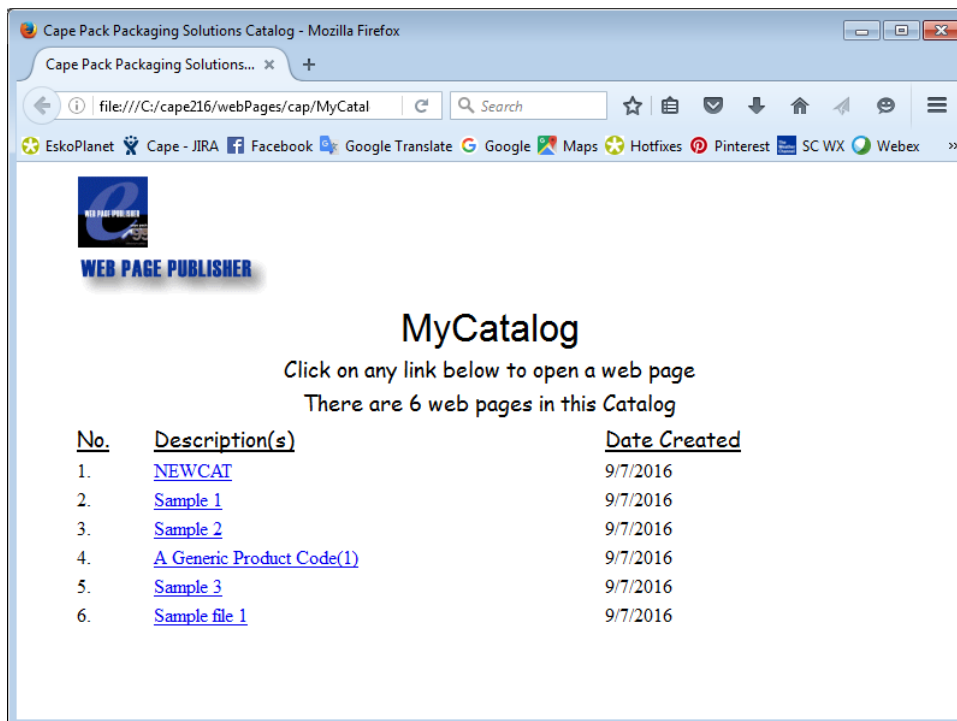 Cape Pack Packaging Solutions Catalog - Mozilla Firefox
Cape Pack Packaging Solutions...
file:///C:/cape216/webPages/cap/MyCatal
Search
EskoPlanet Cape - JIRA Facebook Google Translate Google Maps Hotfixes Pinterest SC WX Webex »
WEB PAGE PUBLISHER
WEB PAGE PUBLISHER
MyCatalog
Click on any link below to open a web page
There are 6 web pages in this Catalog
No. Description(s) Date Created
1. NEWCAT 9/7/2016
2. Sample 1 9/7/2016
3. Sample 2 9/7/2016
4. A Generic Product Code(1) 9/7/2016
5. Sample 3 9/7/2016
6. Sample file 1 9/7/2016